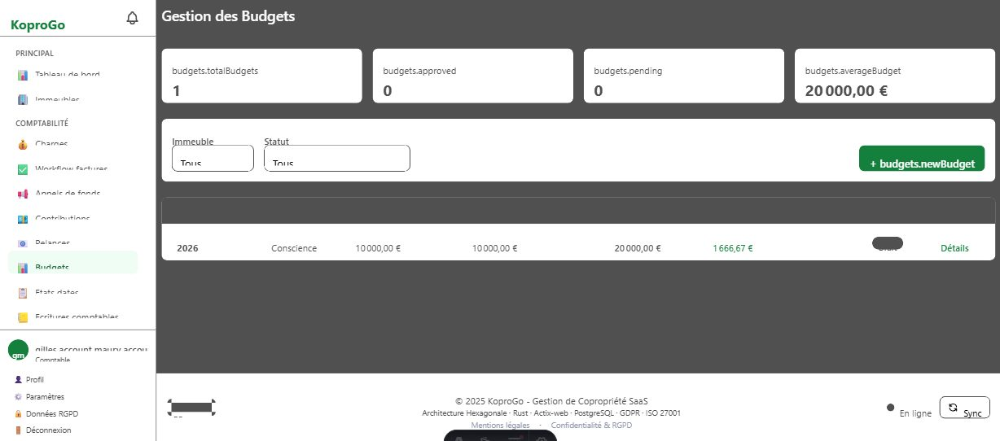 KoproGo
Gestion des Budgets
PRINCIPAL
Tableau de bord
Immeubles
COMPTABILITÉ
Charges
Workflow factures
Appels de fonds
Contributions
Relances
Budgets
Etats dates
Ecritures comptables
gilles account maury accou
Comptable
gm
Profil
Paramètres
Données RGPD
Déconnexion
budgets.totalBudgets
1
budgets.approved
0
budgets.pending
0
budgets.averageBudget
20 000,00 €
Immeuble
Tous
Statut
Tous
+ budgets.newBudget
2026 Conscience 10 000,00 € 10 000,00 € 20 000,00 € 1 666,67 € Détails
© 2025 KoproGo - Gestion de Copropriété SaaS
Architecture Hexagonale · Rust · Actix-web · PostgreSQL · GDPR · ISO 27001
Mentions légales · Confidentialité & RGPD
En ligne
Sync